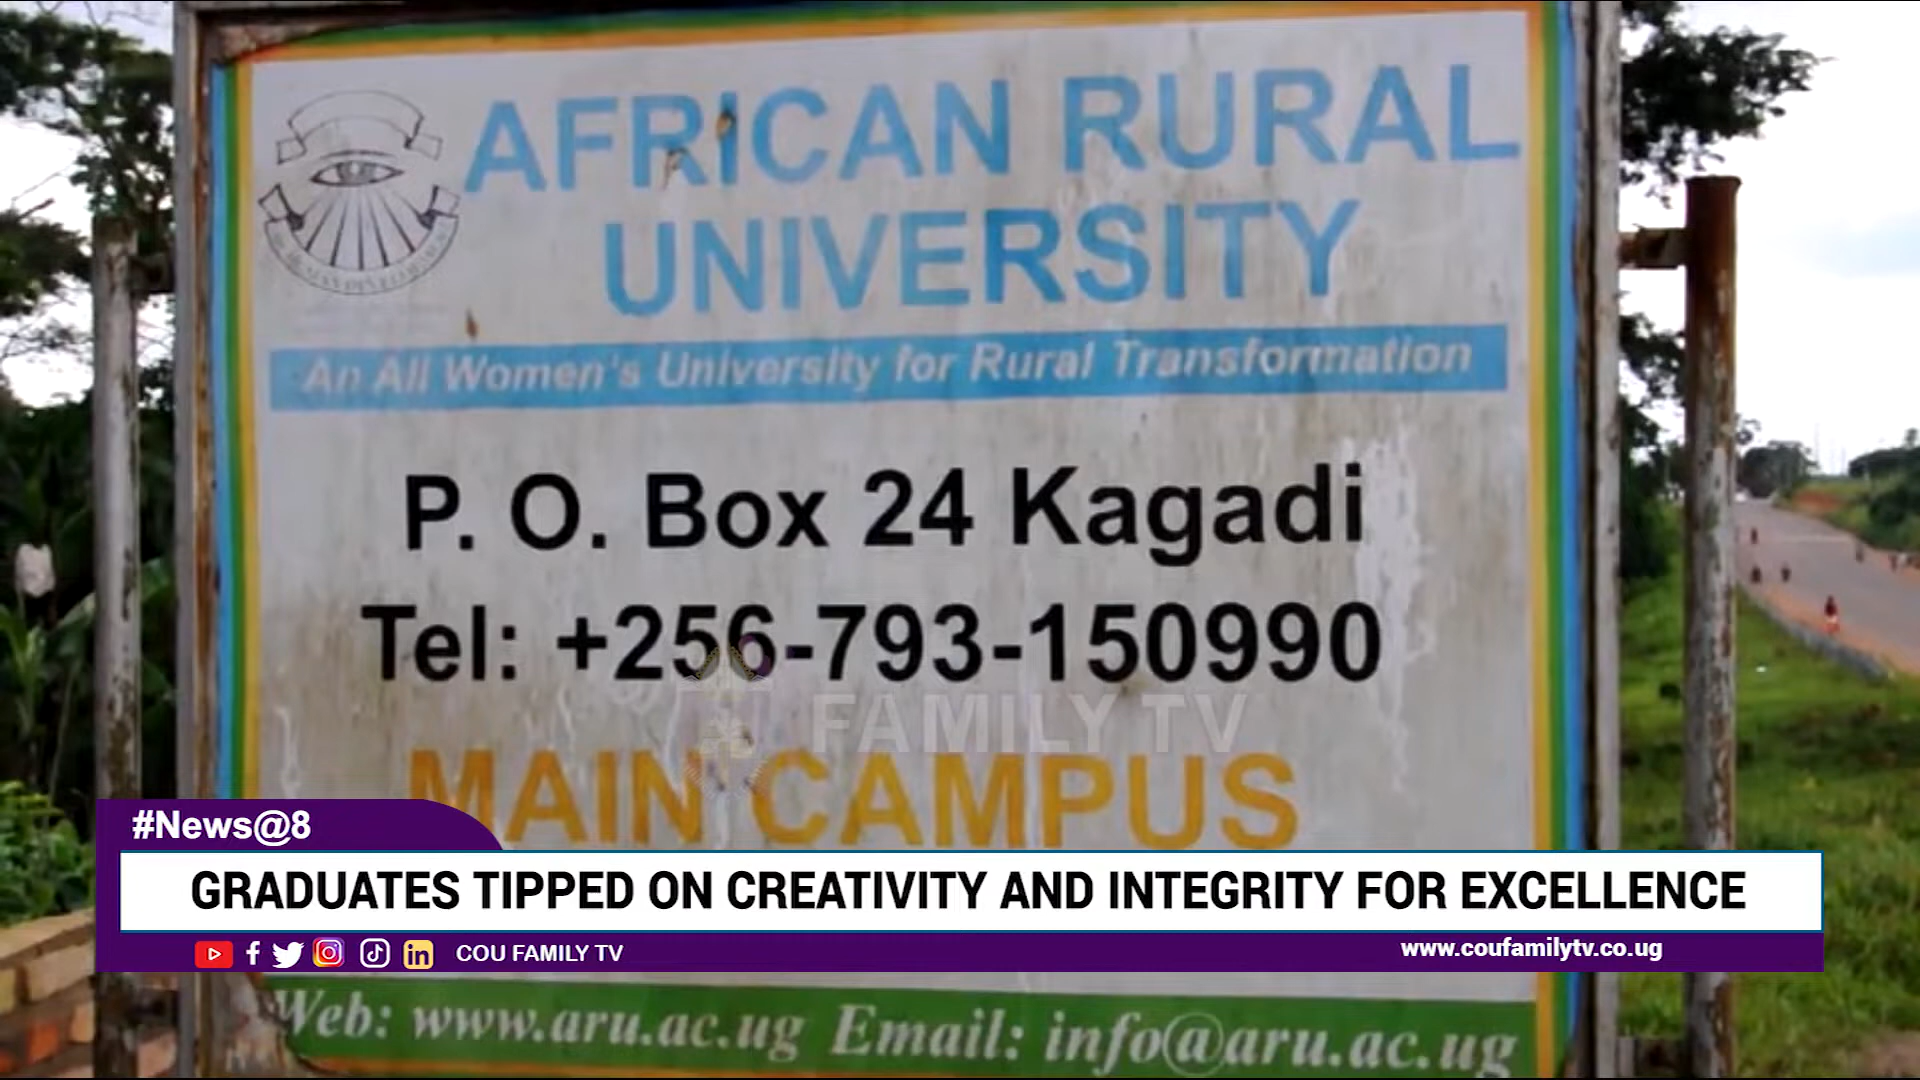 AFRICAN RURAL
UNIVERSITY
An All Women's University for Rural Transformation
P. O. Box 24 Kagadi
Tel: +256-793-150990
FAMILY TV
MAIN CAMPUS
#News@8
GRADUATES TIPPED ON CREATIVITY AND INTEGRITY FOR EXCELLENCE
COU FAMILY TV
www.coufamilytv.co.ug
Web: www.aru.ac.ug Email: info@aru.ac.ug